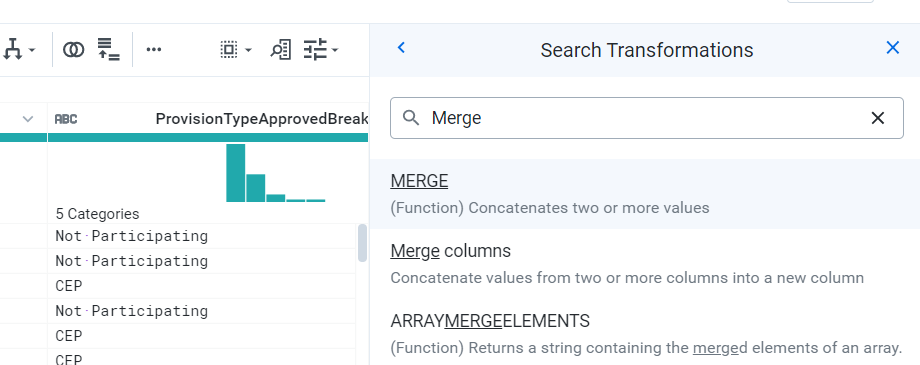 Search Transformations
ABC ProvisionTypeApprovedBreak
5 Categories
Not·Participating
Not·Participating
CEP
Not·Participating
CEP
CEP
Merge
MERGE
(Function) Concatenates two or more values
Merge columns
Concatenate values from two or more columns into a new column
ARRAYMERGEELEMENTS
(Function) Returns a string containing the merged elements of an array.